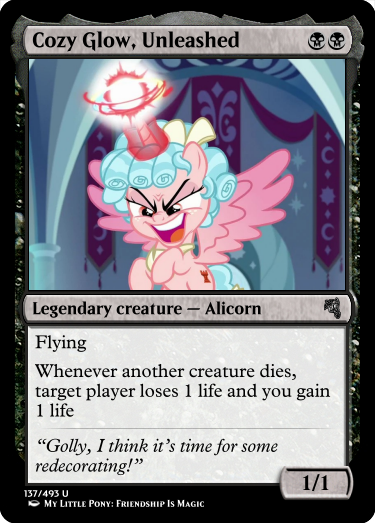 Cozy Glow, Unleashed
Legendary creature — Alicorn
Flying
Whenever another creature dies,
target player loses 1 life and you gain
1 life
“Golly, I think it’s time for some
redecorating!”
1/1
137/493 U
My Little Pony: Friendship Is Magic